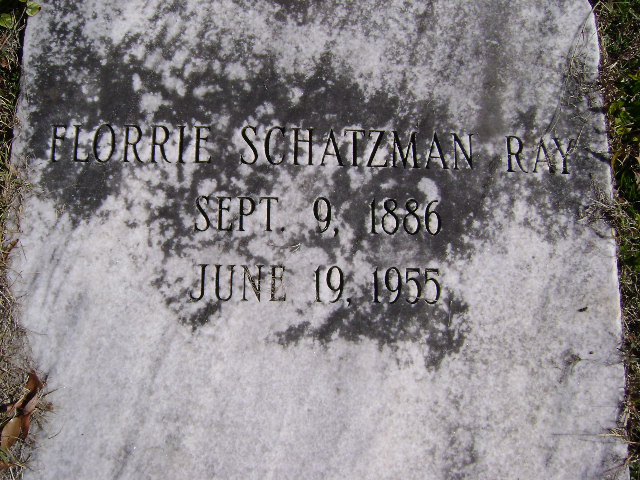 FLORRIE SCHATZMAN RAY
SEPT. 9, 1886
JUNE 19, 1955